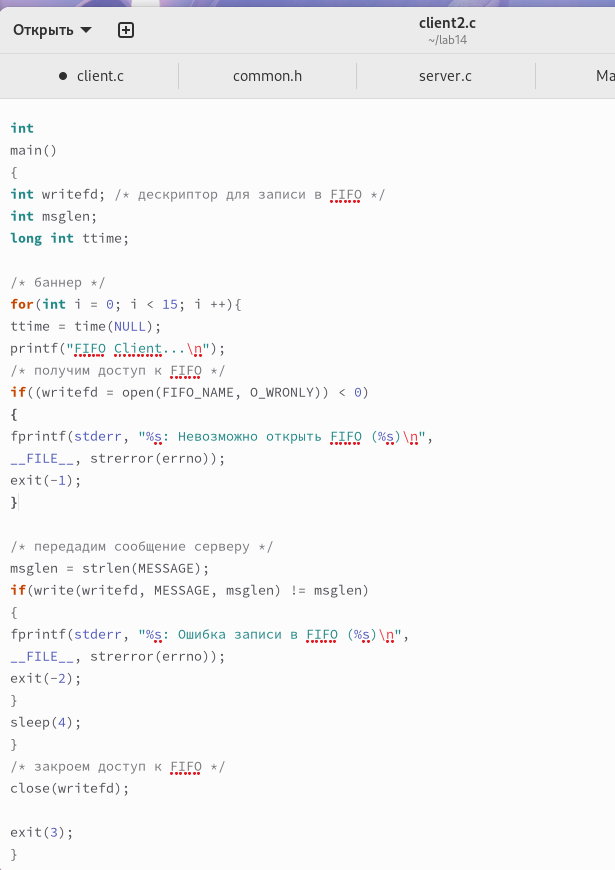 Открыть
client2.c
~/lab14
client.c
common.h
server.c
Ma
int
main()
{
int writefd; /* дескриптор для записи в FIFO */
int msglen;
long int ttime;
/* баннер */
for(int i = 0; i < 15; i ++){
ttime = time(NULL);
printf("FIFO Client...\n");
/* получим доступ к FIFO */
if((writefd = open(FIFO_NAME, O_WRONLY)) < 0)
{
fprintf(stderr, "%s: Невозможно открыть FIFO (%s)\n",
__FILE__, strerror(errno));
exit(-1);
}
/* передадим сообщение серверу */
msglen = strlen(MESSAGE);
if(write(writefd, MESSAGE, msglen) != msglen)
{
fprintf(stderr, "%s: Ошибка записи в FIFO (%s)\n",
__FILE__, strerror(errno));
exit(-2);
}
sleep(4);
}
/* закроем доступ к FIFO */
close(writefd);
exit(3);
}